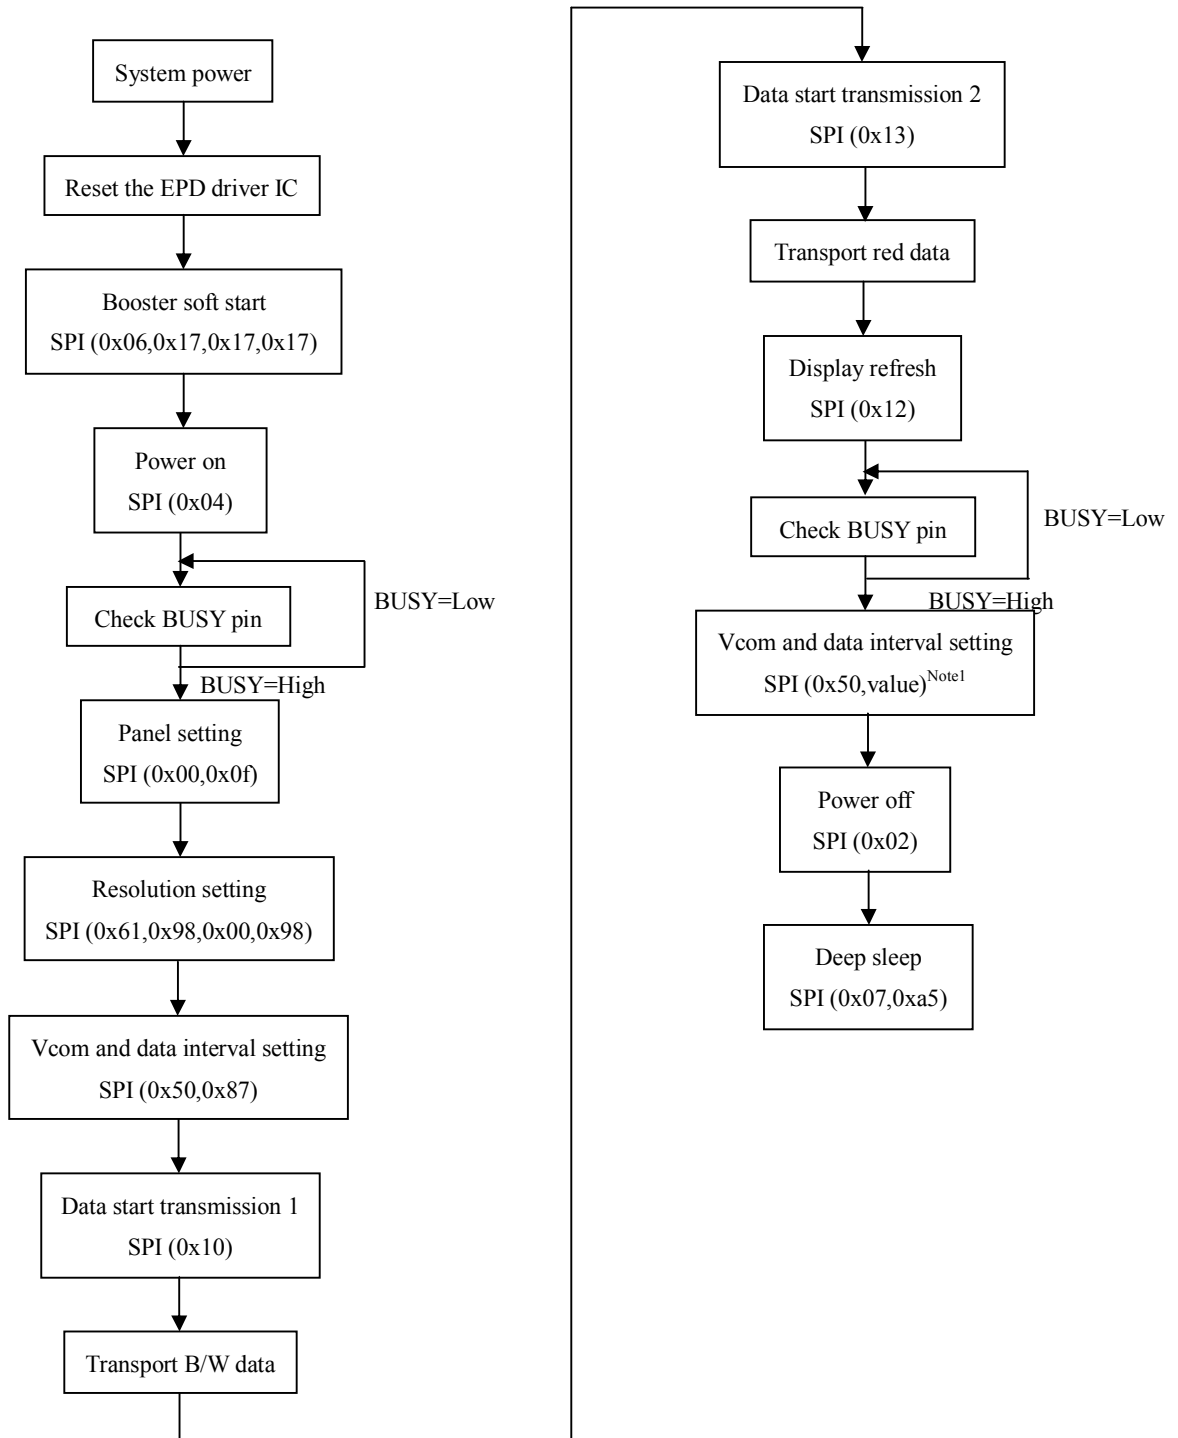 System power
Reset the EPD driver IC
Booster soft start
SPI (0x06,0x17,0x17,0x17)
Power on
SPI (0x04)
Check BUSY pin
BUSY=Low
BUSY=High
Panel setting
SPI (0x00,0x0f)
Resolution setting
SPI (0x61,0x98,0x00,0x98)
Vcom and data interval setting
SPI (0x50,0x87)
Data start transmission 1
SPI (0x10)
Transport B/W data
Data start transmission 2
SPI (0x13)
Transport red data
Display refresh
SPI (0x12)
Check BUSY pin
BUSY=Low
BUSY=High
Vcom and data interval setting
SPI (0x50,value)Note1
Power off
SPI (0x02)
Deep sleep
SPI (0x07,0xa5)